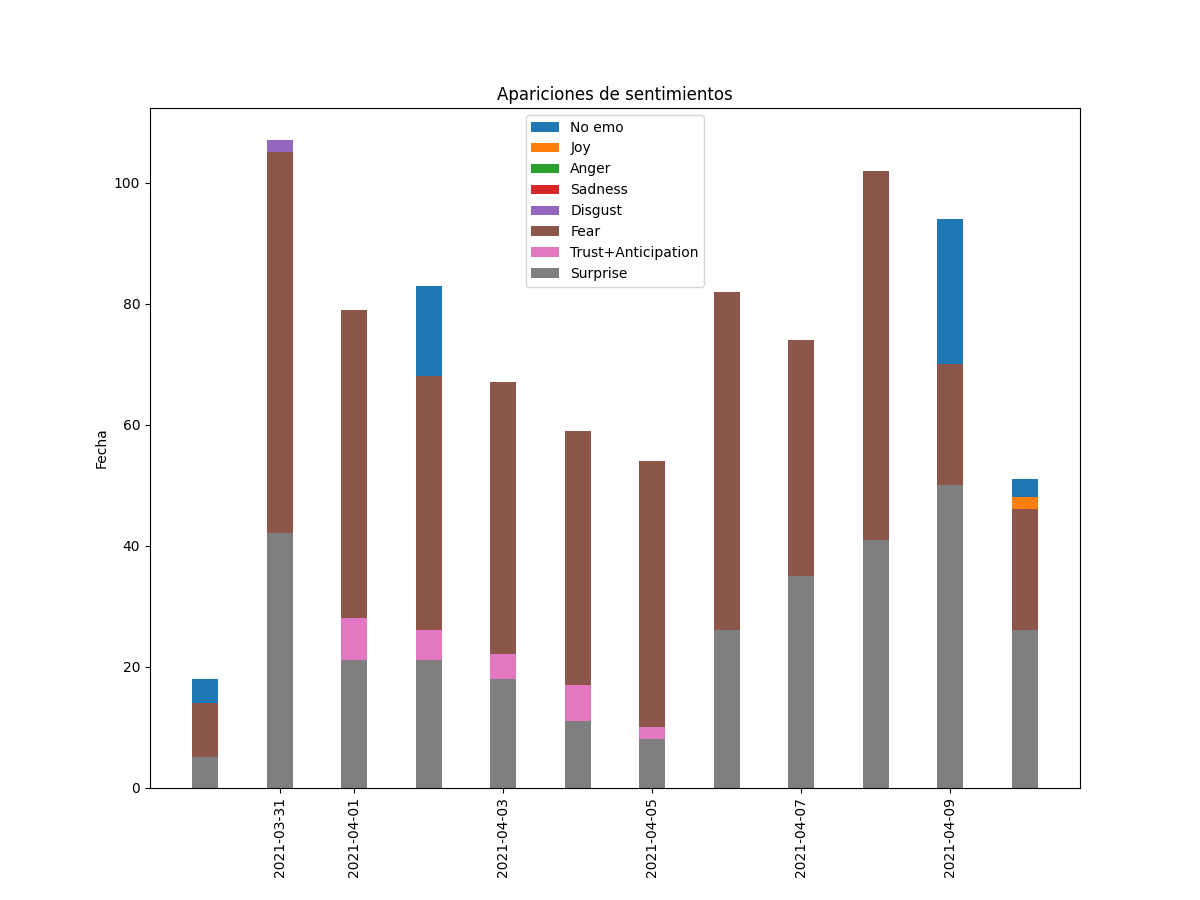 Apariciones de sentimientos
No emo
Joy
Anger
Sadness
Disgust
Fear
Trust+Anticipation
Surprise
Fecha
100
80
60
40
20
0
2021-03-31
2021-04-01
2021-04-03
2021-04-05
2021-04-07
2021-04-09